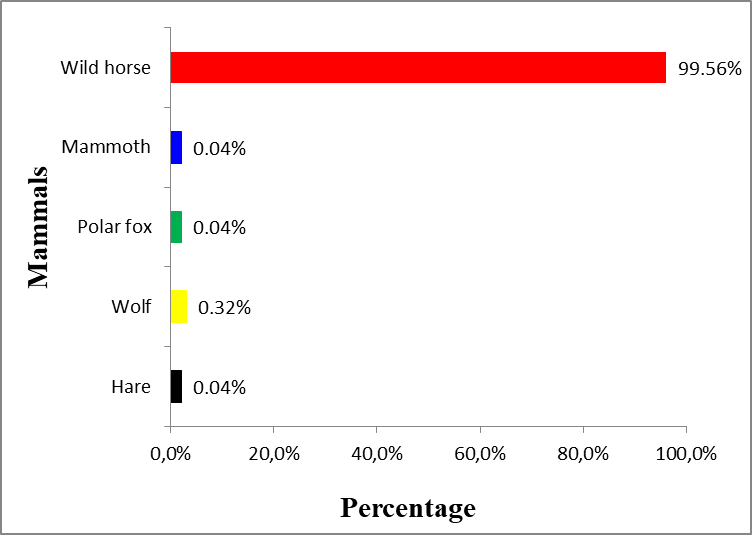 Wild horse
99.56%
Mammoth
0.04%
Polar fox
0.04%
Wolf
0.32%
Hare
0.04%
Mammals
0,0%
20,0%
40,0%
60,0%
80,0%
100,0%
Percentage